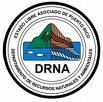 ESTADO LIBRE ASOCIADO DE PUERTO RICO
DRNA
DEPARTAMENTO DE RECURSOS NATURALES Y AMBIENTALES